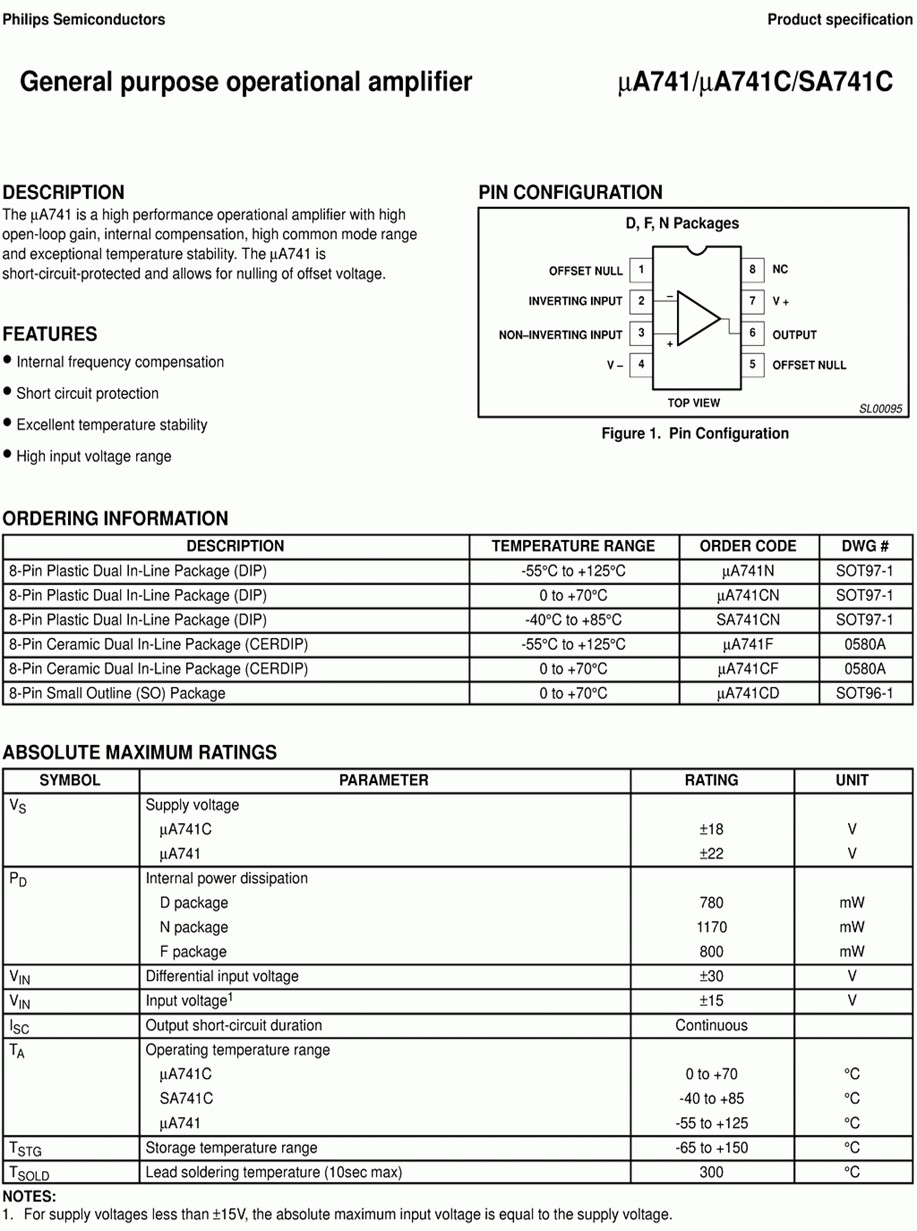 Philips Semiconductors Product specification
General purpose operational amplifier µA741/µA741C/SA741C
DESCRIPTION
The µA741 is a high performance operational amplifier with high
open-loop gain, internal compensation, high common mode range
and exceptional temperature stability. The µA741 is
short-circuit-protected and allows for nulling of offset voltage.
FEATURES
• Internal frequency compensation
• Short circuit protection
• Excellent temperature stability
• High input voltage range
PIN CONFIGURATION
D, F, N Packages
OFFSET NULL 1 8 NC
INVERTING INPUT 2 – 7 V +
NON–INVERTING INPUT 3 + 6 OUTPUT
V – 4 5 OFFSET NULL
TOP VIEW
SL00095
Figure 1. Pin Configuration
ORDERING INFORMATION
DESCRIPTION TEMPERATURE RANGE ORDER CODE DWG #
8-Pin Plastic Dual In-Line Package (DIP) -55°C to +125°C µA741N SOT97-1
8-Pin Plastic Dual In-Line Package (DIP) 0 to +70°C µA741CN SOT97-1
8-Pin Plastic Dual In-Line Package (DIP) -40°C to +85°C SA741CN SOT97-1
8-Pin Ceramic Dual In-Line Package (CERDIP) -55°C to +125°C µA741F 0580A
8-Pin Ceramic Dual In-Line Package (CERDIP) 0 to +70°C µA741CF 0580A
8-Pin Small Outline (SO) Package 0 to +70°C µA741CD SOT96-1
ABSOLUTE MAXIMUM RATINGS
SYMBOL PARAMETER RATING UNIT
VS Supply voltage
µA741C ±18 V
µA741 ±22 V
PD Internal power dissipation
D package 780 mW
N package 1170 mW
F package 800 mW
VIN Differential input voltage ±30 V
VIN Input voltage1 ±15 V
ISC Output short-circuit duration Continuous
TA Operating temperature range
µA741C 0 to +70 °C
SA741C -40 to +85 °C
µA741 -55 to +125 °C
TSTG Storage temperature range -65 to +150 °C
TSOLD Lead soldering temperature (10sec max) 300 °C
NOTES:
1. For supply voltages less than ±15V, the absolute maximum input voltage is equal to the supply voltage.